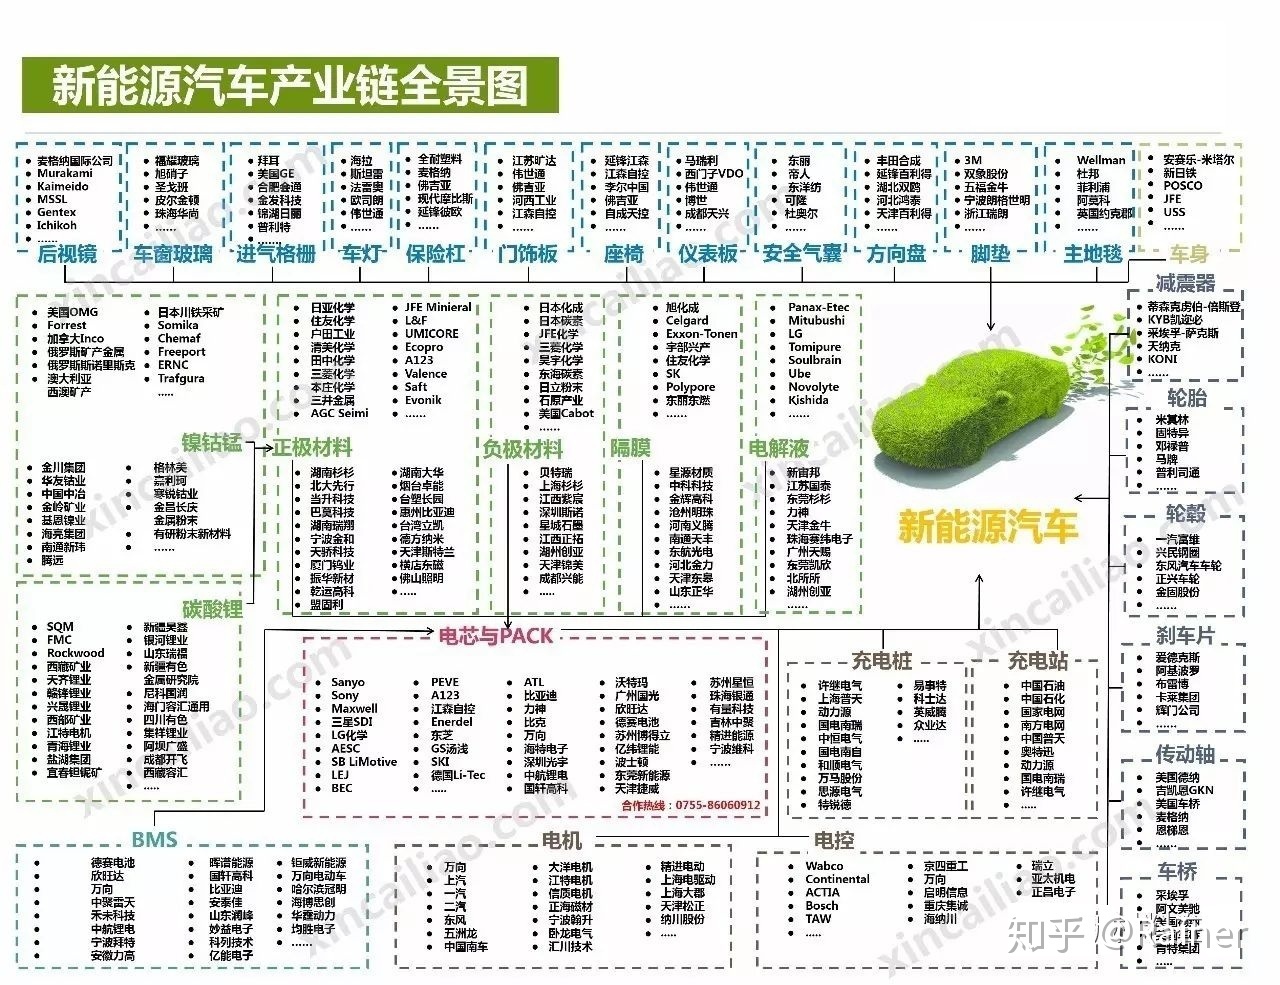 新能源汽车产业链全景图
麦格纳国际公司
Murakami
Kaimeido
MSSL
Gentex
Ichikoh
......
后视镜
福耀玻璃
旭硝子
圣戈班
皮尔金顿
珠海华尚
......
车窗玻璃
拜耳
美国GE
合肥会通
金发科技
锦湖日丽
普利特
......
进气格栅
海拉
斯坦雷
法雷奥
欧司朗
伟世通
......
车灯
全耐塑料
麦格纳
佛吉亚
现代摩比斯
延锋彼欧
......
保险杠
江苏旷达
伟世通
佛吉亚
河西工业
江森自控
......
门饰板
延锋江森
江森自控
李尔中国
佛吉亚
自成天控
......
座椅
马瑞利
西门子VDO
伟世通
博世
成都天兴
......
仪表板
东丽
帝人
东洋纺
可隆
杜奥尔
......
安全气囊
丰田合成
延锋百利得
湖北双鸥
河北鸿泰
天津百利得
......
方向盘
3M
双象股份
五福金牛
宁波朗格世明
浙江瑞朗
......
脚垫
Wellman
杜邦
菲利浦
阿莫科
英国约克郡
......
主地毯
安赛乐-米塔尔
新日铁
POSCO
JFE
USS
......
车身
美国OMG
Forrest
加拿大Inco
俄罗斯矿产金属
俄罗斯斯诺里斯克
澳大利亚
西澳矿产
日本川铁采矿
Somika
Chemaf
Freeport
ERNC
Trafgura
.....
镍钴锰
金川集团
华友钴业
中国中冶
金岭矿业
基恩镍业
海亮集团
南通新玮
腾远
格林美
嘉利珂
寒锐钴业
金昌长庆
金属粉末
有研粉末新材料
......
日亚化学
住友化学
户田工业
清美化学
田中化学
三菱化学
本庄化学
三井金属
AGC Seimi
JFE Minieral
L&F
UMICORE
Ecopro
A123
Valence
Saft
Evonik
......
正极材料
湖南杉杉
北大先行
当升科技
巴莫科技
湖南瑞翔
宁波金和
天骄科技
厦门钨业
振华新材
乾运高科
盟固利
湖南大华
烟台卓能
台塑长园
惠州比亚迪
台湾立凯
德方纳米
天津斯特兰
横店东磁
佛山照明
.....
日本化成
日本碳素
JFE化学
三菱化学
吴宇化学
东海碳素
日立粉末
石原产业
美国Cabot
......
负极材料
贝特瑞
上海杉杉
江西紫宸
深圳斯诺
星城石墨
江西正拓
湖州创亚
天津锦美
成都兴能
.....
旭化成
Celgard
Exxon-Tonen
宇部兴产
住友化学
SK
Polypore
东丽东燃
......
隔膜
星源材质
中科科技
金辉高科
沧州明珠
河南义腾
南通天丰
东航光电
河北金力
天津东皋
山东正华
......
Panax-Etec
Mitubushi
LG
Tomipure
Soulbrain
Ube
Novolyte
Kishida
......
电解液
新宙邦
江苏国泰
东莞杉杉
力神
天津金牛
珠海赛纬电子
广州天赐
东莞凯欣
北所所
湖州创亚
......
新能源汽车
减震器
KYB凯迩必
采埃孚-萨克斯
天纳克
KONI
......
轮胎
米其林
固特异
邓禄普
马牌
普利司通
......
轮毂
一汽富维
兴民钢圈
东风汽车车轮
正兴车轮
金固股份
......
刹车片
爱德克斯
阿基波罗
布雷博
卡莱集团
辉门公司
......
传动轴
美国德纳
吉凯恩GKN
美国车桥
麦格纳
恩梯恩
......
车桥
采埃孚
阿文美驰
青特集团
......
碳酸锂
SQM
FMC
Rockwood
西藏矿业
天齐锂业
赣锋锂业
兴晟锂业
西部矿业
江特电机
青海锂业
盐湖集团
宜春钽铌矿
新疆昊鑫
银河锂业
山东瑞福
新疆有色
金属研究院
尼科国润
海门容汇通用
四川有色
集祥锂业
阿坝广盛
成都开飞
西藏容汇
.....
电芯与PACK
Sanyo
Sony
Maxwell
三星SDI
LG化学
AESC
SB LiMotive
LEJ
BEC
PEVE
A123
江森自控
Enerdel
东芝
GS汤浅
SKI
德国Li-Tec
.....
ATL
比亚迪
力神
比克
万向
海特电子
深圳光宇
中航锂电
国轩高科
沃特玛
广州国光
欣旺达
德赛电池
苏州博得立
亿纬锂能
波士顿
东莞新能源
天津捷威
苏州星恒
珠海银通
有量科技
吉林中聚
精进能源
宁波维科
......
合作热线：0755-86060912
充电桩
许继电气
上海普天
动力源
国电南瑞
中恒电气
国电南自
和顺电气
万马股份
思源电气
特锐德
易事特
科士达
英威腾
众业达
.....
充电站
中国石油
中国石化
国家电网
南方电网
中国普天
奥特迅
动力源
国电南瑞
许继电气
.....
BMS
德赛电池
欣旺达
万向
中聚雷天
禾未科技
中航锂电
宁波拜特
安徽力高
晖谱能源
国轩高科
比亚迪
安泰佳
山东润峰
妙益电子
科列技术
亿能电子
钜威新能源
万向电动车
哈尔滨冠明
海博思创
华霆动力
均胜电子
......
电机
万向
上汽
一汽
二汽
东风
五洲龙
中国南车
大洋电机
江特电机
信质电机
正海磁材
宁波韵升
卧龙电气
汇川技术
精进电动
上海电驱动
上海大郡
天津松正
纳川股份
.....
电控
Wabco
Continental
ACTIA
Bosch
TAW
.....
京四重工
万向
启明信息
重庆集诚
海纳川
.....
瑞立
亚太机电
正昌电子
xincailiao.com
知乎 @Rainer